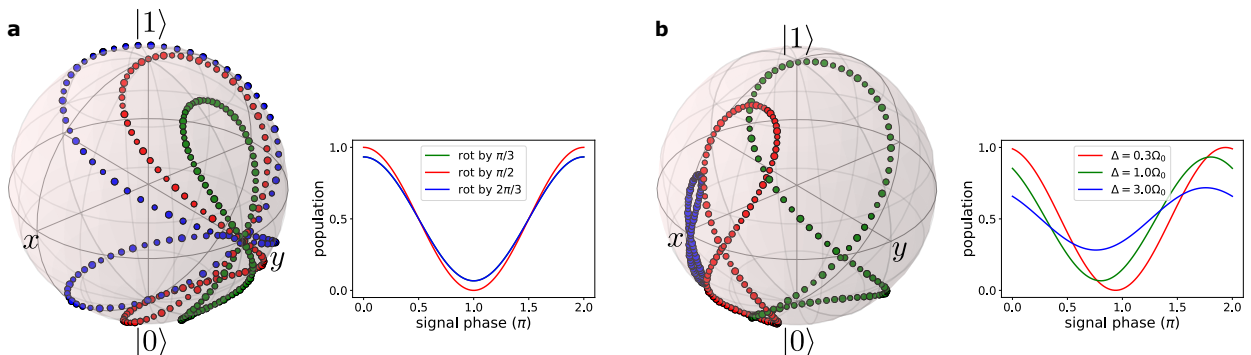 a
|1⟩
x
y
|0⟩
population
1.0
0.5
0.0
rot by π/3
rot by π/2
rot by 2π/3
0.0 0.5 1.0 1.5 2.0
signal phase (π)
b
|1⟩
x
y
|0⟩
population
1.0
0.5
0.0
Δ = 0.3Ω₀
Δ = 1.0Ω₀
Δ = 3.0Ω₀
0.0 0.5 1.0 1.5 2.0
signal phase (π)